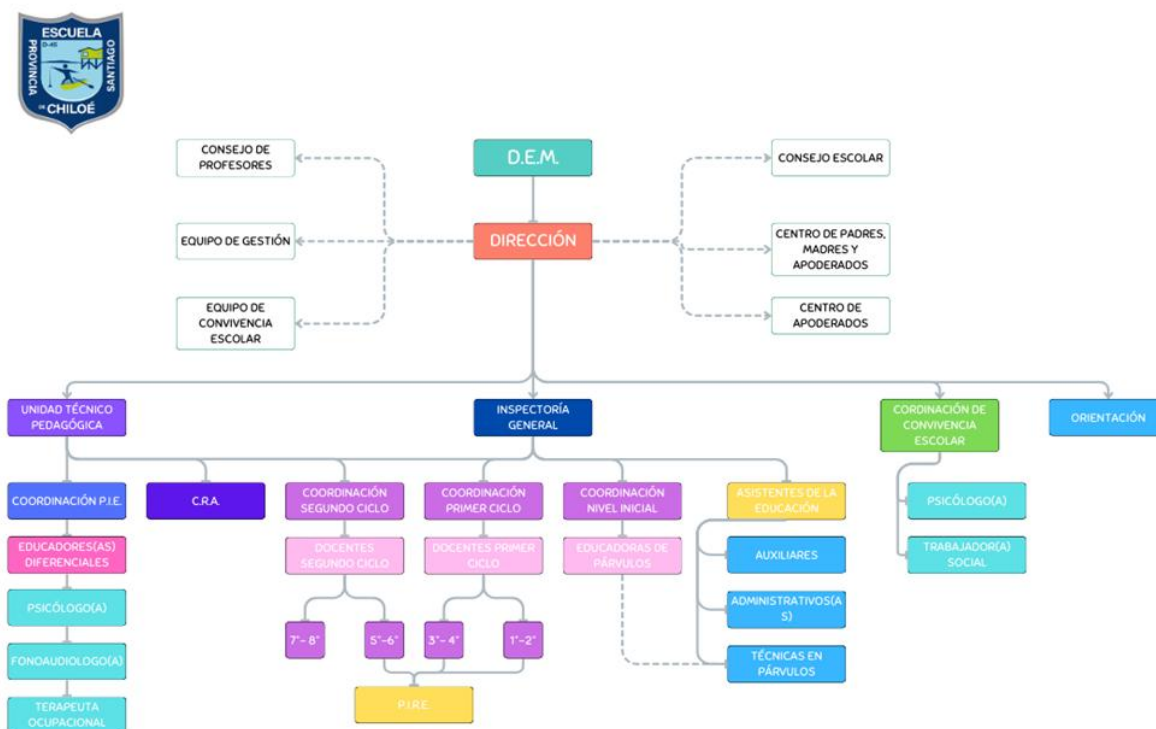 ESCUELA
D-45
PROVINCIA
SANTIAGO
DE CHILOÉ
CONSEJO DE
PROFESORES
D.E.M.
CONSEJO ESCOLAR
EQUIPO DE GESTIÓN
DIRECCIÓN
CENTRO DE PADRES,
MADRES Y
APODERADOS
EQUIPO DE
CONVIVENCIA
ESCOLAR
CENTRO DE
APODERADOS
UNIDAD TÉCNICO
PEDAGÓGICA
INSPECTORÍA
GENERAL
CORDINACIÓN DE
CONVIVENCIA
ESCOLAR
ORIENTACIÓN
COORDINACIÓN P.I.E.
C.R.A.
COORDINACIÓN
SEGUNDO CICLO
COORDINACIÓN
PRIMER CICLO
COORDINACIÓN
NIVEL INICIAL
ASISTENTES DE LA
EDUCACIÓN
PSICÓLOGO(A)
EDUCADORES(AS)
DIFERENCIALES
DOCENTES
SEGUNDO CICLO
DOCENTES PRIMER
CICLO
EDUCADORAS DE
PÁRVULOS
AUXILIARES
TRABAJADOR(A)
SOCIAL
PSICÓLOGO(A)
7°- 8°
5°-6°
3°- 4°
1°-2°
ADMINISTRATIVOS(A
S)
FONOAUDIOLOGO(A)
TÉCNICAS EN
PÁRVULOS
TERAPEUTA
OCUPACIONAL
P.I.R.E.